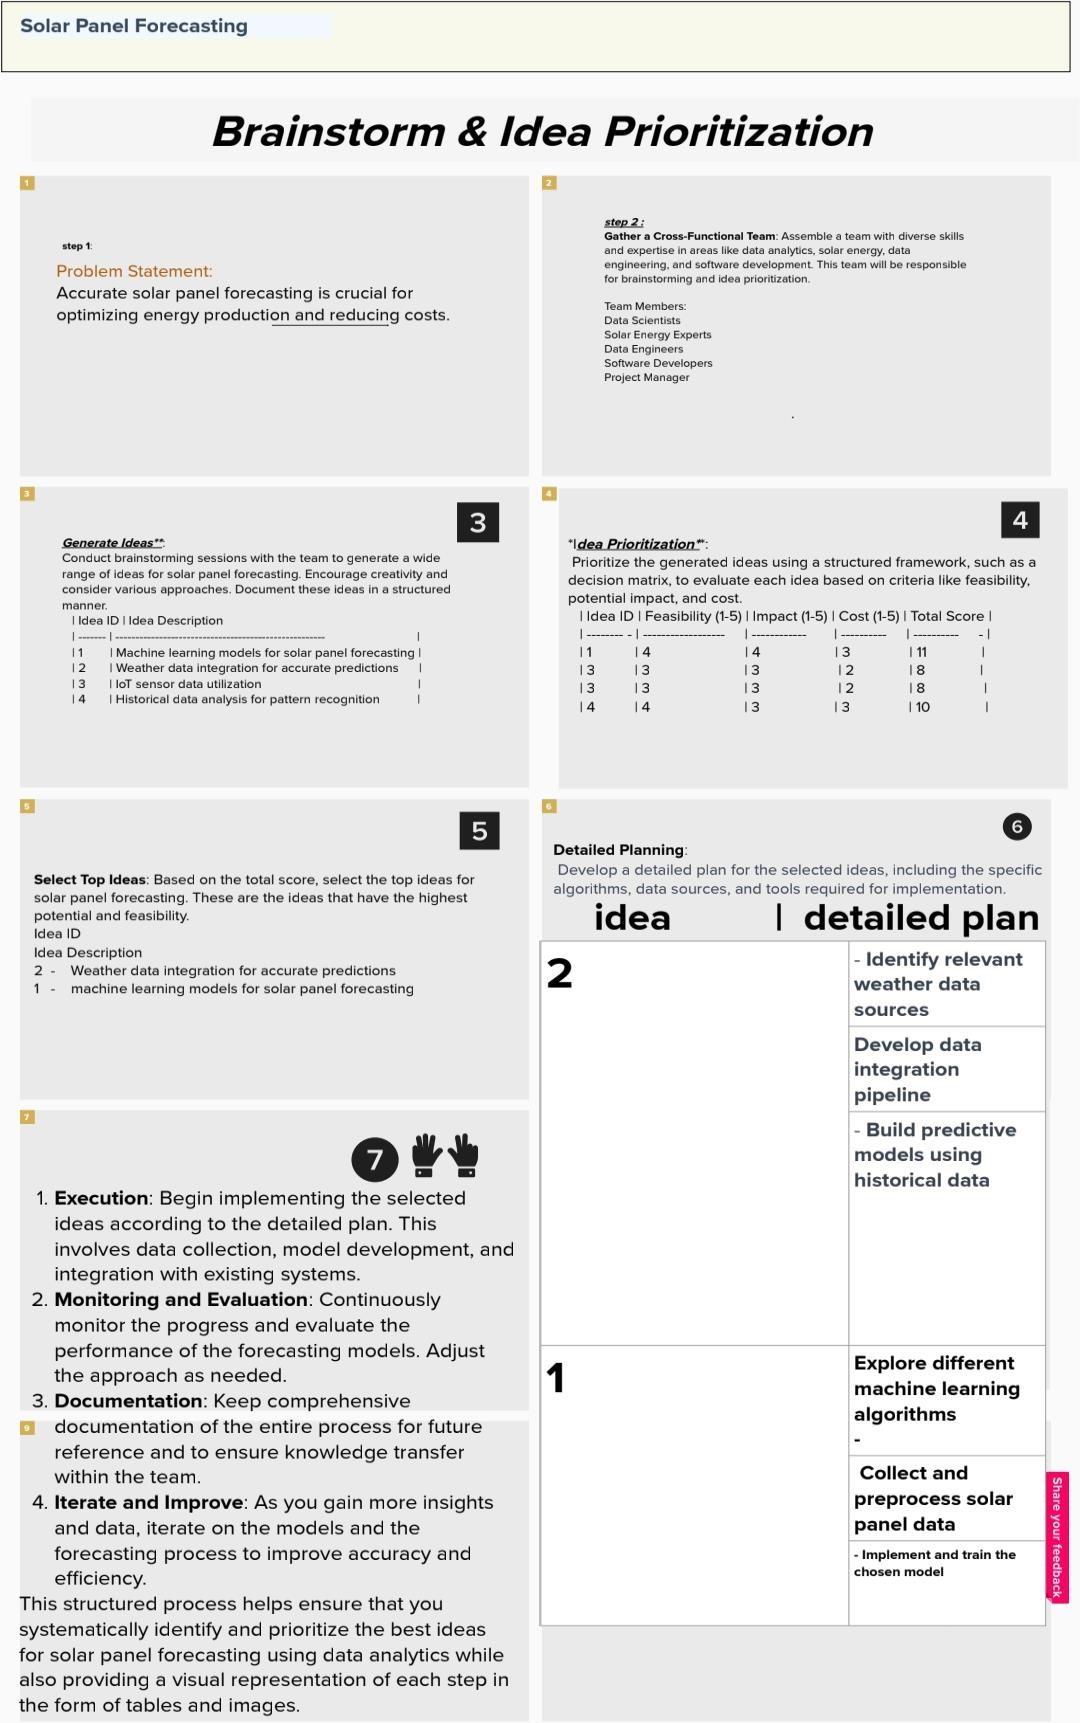 Solar Panel Forecasting
Brainstorm & Idea Prioritization
1
step 1:
Problem Statement:
Accurate solar panel forecasting is crucial for
optimizing energy production and reducing costs.
2
step 2 :
Gather a Cross-Functional Team: Assemble a team with diverse skills
and expertise in areas like data analytics, solar energy, data
engineering, and software development. This team will be responsible
for brainstorming and idea prioritization.
Team Members:
Data Scientists
Solar Energy Experts
Data Engineers
Software Developers
Project Manager
.
3
3
Generate Ideas**:
Conduct brainstorming sessions with the team to generate a wide
range of ideas for solar panel forecasting. Encourage creativity and
consider various approaches. Document these ideas in a structured
manner.
| Idea ID | Idea Description
| ------- | ---------------------------------------------------- |
| 1 | Machine learning models for solar panel forecasting |
| 2 | Weather data integration for accurate predictions |
| 3 | IoT sensor data utilization |
| 4 | Historical data analysis for pattern recognition |
4
4
*Idea Prioritization**:
Prioritize the generated ideas using a structured framework, such as a
decision matrix, to evaluate each idea based on criteria like feasibility,
potential impact, and cost.
| Idea ID | Feasibility (1-5) | Impact (1-5) | Cost (1-5) | Total Score |
| -------- - | ------------------ | ------------ | ---------- | ---------- - |
| 1 | 4 | 4 | 3 | 11 |
| 3 | 3 | 3 | 2 | 8 |
| 3 | 3 | 3 | 2 | 8 |
| 4 | 4 | 3 | 3 | 10 |
5
5
Select Top Ideas: Based on the total score, select the top ideas for
solar panel forecasting. These are the ideas that have the highest
potential and feasibility.
Idea ID
Idea Description
2 - Weather data integration for accurate predictions
1 - machine learning models for solar panel forecasting
6
6
Detailed Planning:
Develop a detailed plan for the selected ideas, including the specific
algorithms, data sources, and tools required for implementation.
idea | detailed plan
2
- Identify relevant
weather data
sources
Develop data
integration
pipeline
- Build predictive
models using
historical data
1
Explore different
machine learning
algorithms
-
Collect and
preprocess solar
panel data
- Implement and train the
chosen model
7
7
1. Execution: Begin implementing the selected
ideas according to the detailed plan. This
involves data collection, model development, and
integration with existing systems.
2. Monitoring and Evaluation: Continuously
monitor the progress and evaluate the
performance of the forecasting models. Adjust
the approach as needed.
3. Documentation: Keep comprehensive
9
documentation of the entire process for future
reference and to ensure knowledge transfer
within the team.
4. Iterate and Improve: As you gain more insights
and data, iterate on the models and the
forecasting process to improve accuracy and
efficiency.
This structured process helps ensure that you
systematically identify and prioritize the best ideas
for solar panel forecasting using data analytics while
also providing a visual representation of each step in
the form of tables and images.
Share your feedback